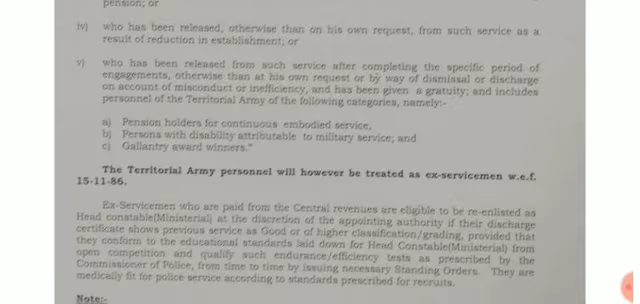 pension; or
iv) who has been released, otherwise than on his own request, from such service as a
result of reduction in establishment; or
v) who has been released from such service after completing the specific period of
engagements, otherwise than at his own request or by way of dismissal or discharge
on account of misconduct or inefficiency, and has been given a gratuity; and includes
personnel of the Territorial Army of the following categories, namely:-
a) Pension holders for continuous embodied service,
b) Persons with disability attributable to military service; and
c) Gallantry award winners."
The Territorial Army personnel will however be treated as ex-servicemen w.e.f.
15-11-86.
Ex-Servicemen who are paid from the Central revenues are eligible to be re-enlisted as
Head constable(Ministerial) at the discretion of the appointing authority if their discharge
certificate shows previous service as Good or of higher classification/grading, provided that
they conform to the educational standards laid down for Head Constable(Ministerial) from
open competition and qualify such endurance/efficiency tests as prescribed by the
Commissioner of Police, from time to time by issuing necessary Standing Orders. They are
medically fit for police service according to standards prescribed for recruits.
Note:-